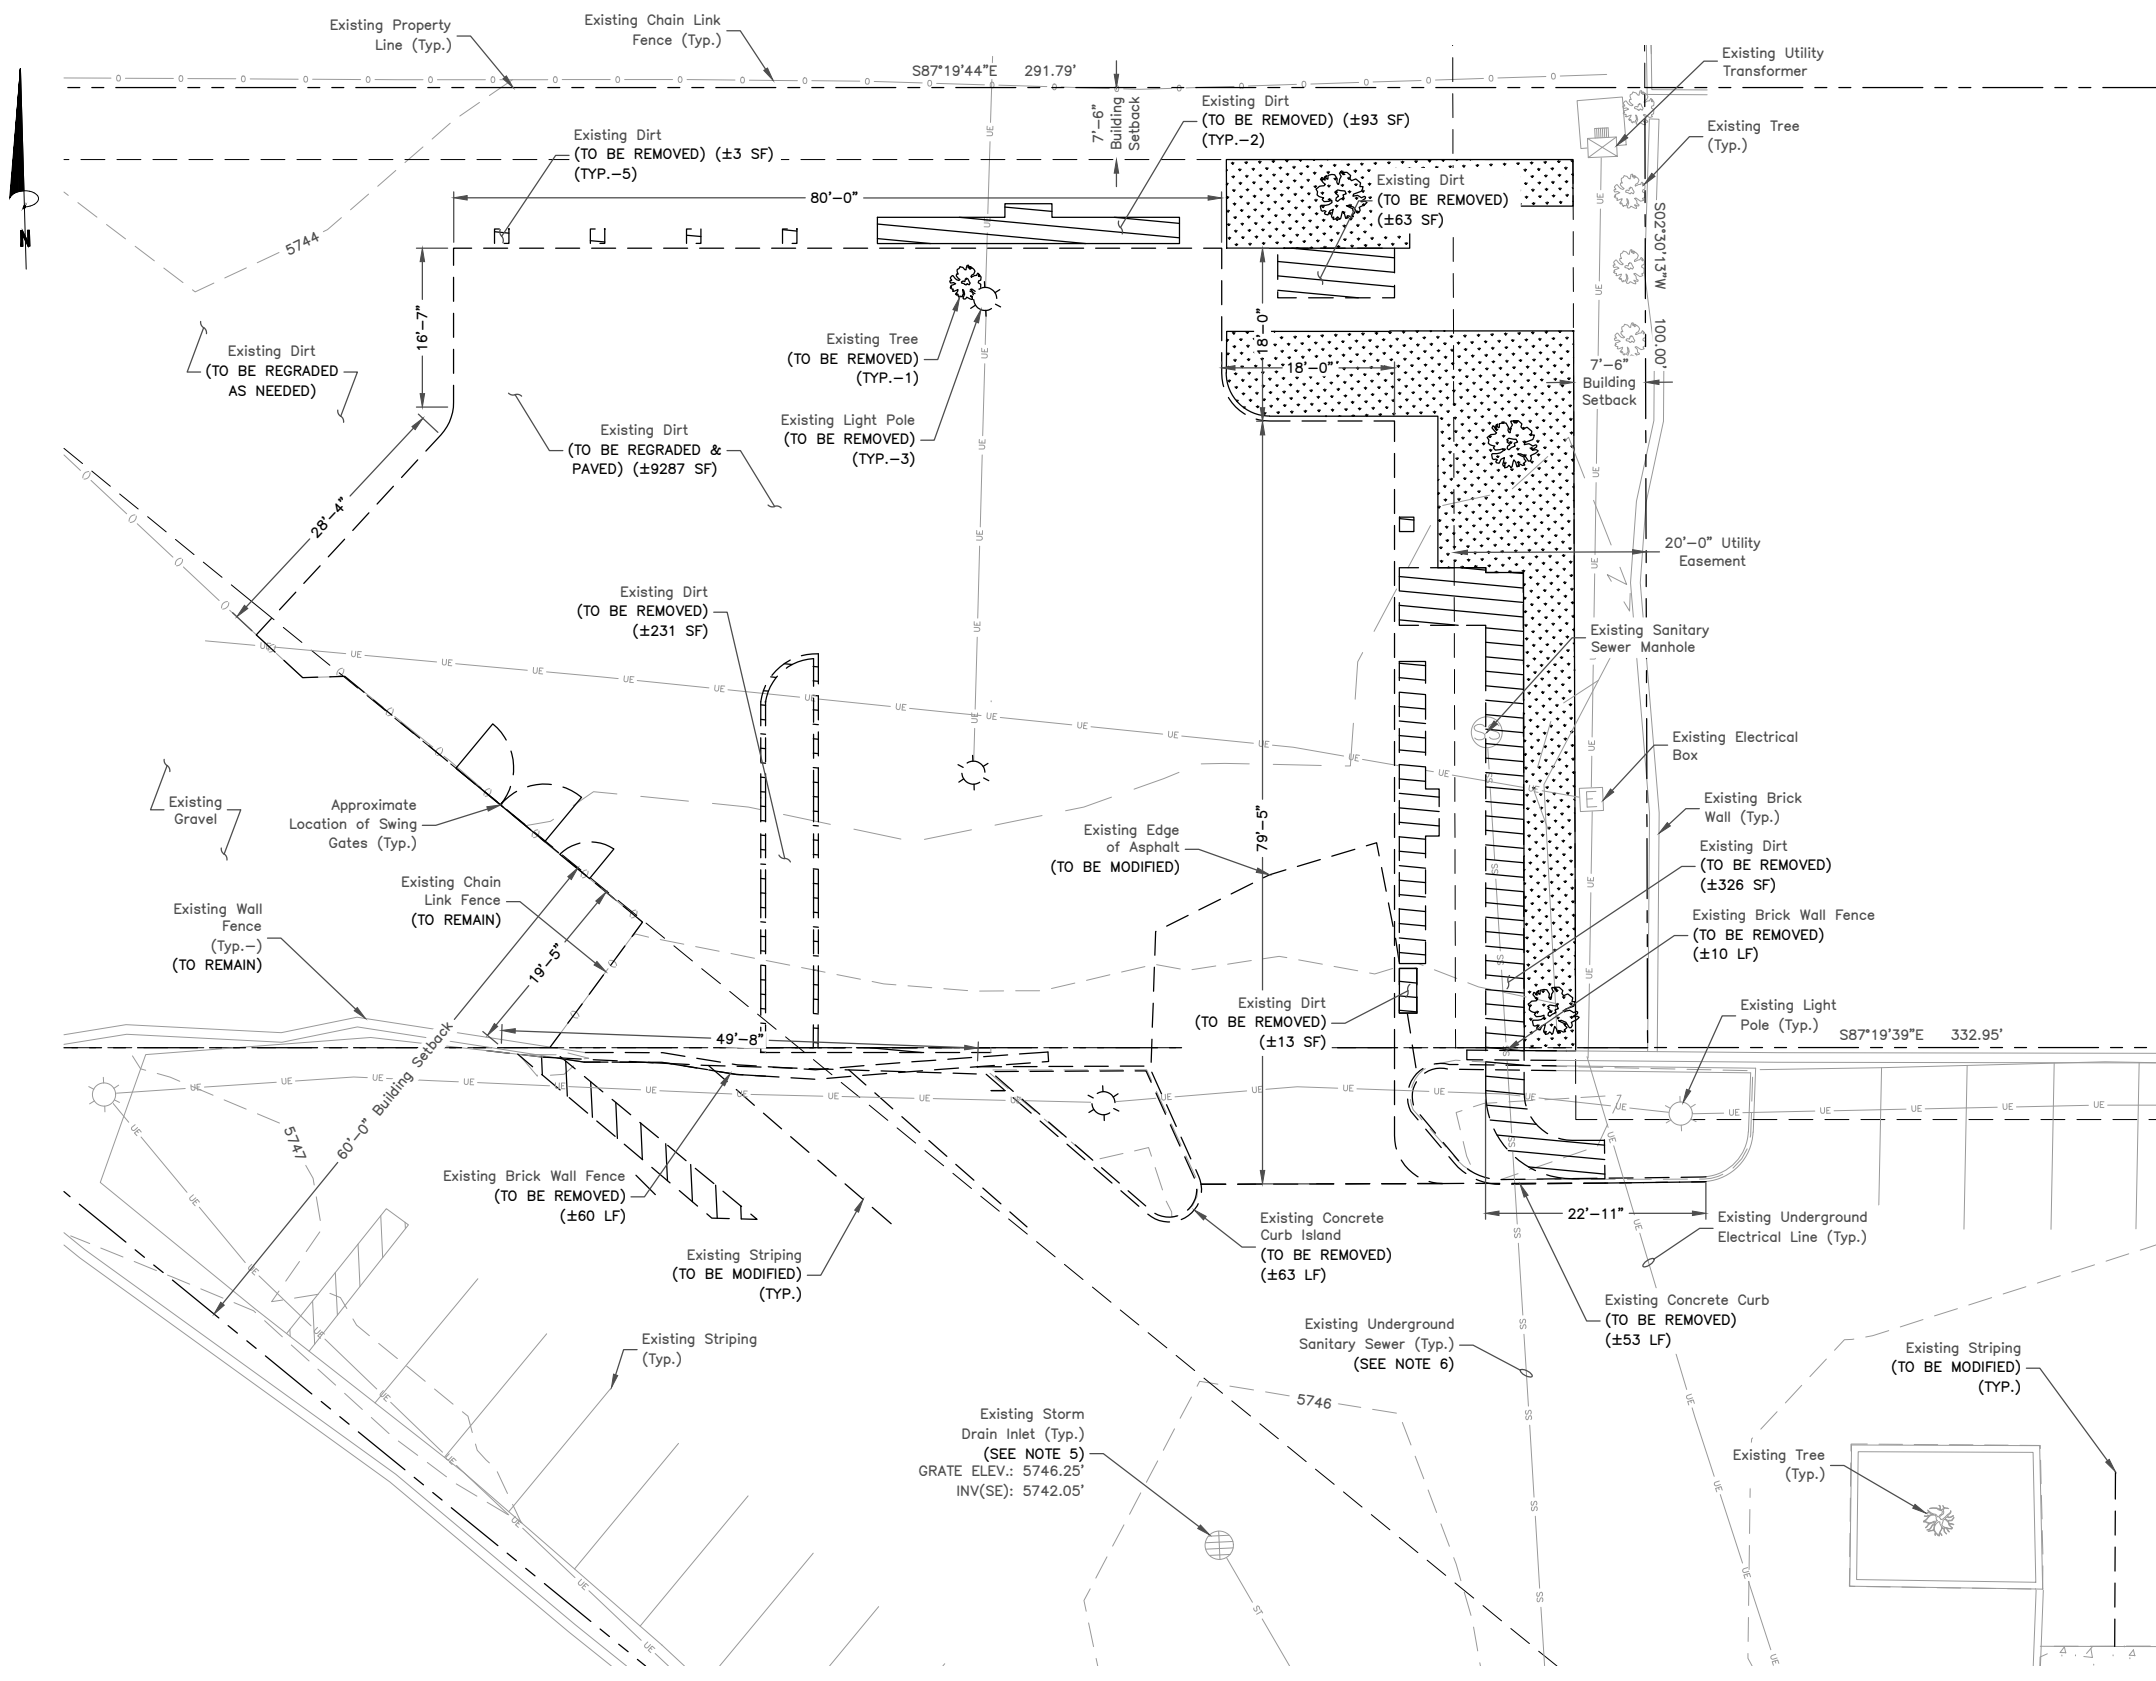 Existing Property
Line (Typ.)
Existing Chain Link
Fence (Typ.)
S87°19'44"E 291.79'
Existing Utility
Transformer
7'-6"
Building
Setback
Existing Dirt
(TO BE REMOVED) (±93 SF)
(TYP.-2)
Existing Tree
(Typ.)
Existing Dirt
(TO BE REMOVED) (±3 SF)
(TYP.-5)
80'-0"
Existing Dirt
(TO BE REMOVED)
(±63 SF)
N
5744
S02°30'13"W 100.00'
16'-7"
18'-0"
18'-0"
7'-6"
Building
Setback
Existing Dirt
(TO BE REGRADED
AS NEEDED)
Existing Tree
(TO BE REMOVED)
(TYP.-1)
Existing Light Pole
(TO BE REMOVED)
(TYP.-3)
Existing Dirt
(TO BE REGRADED &
PAVED) (±9287 SF)
28'-4"
20'-0" Utility
Easement
Existing Dirt
(TO BE REMOVED)
(±231 SF)
Existing Sanitary
Sewer Manhole
SS
UE
Existing Electrical
Box
E
Existing Gravel
Approximate
Location of Swing
Gates (Typ.)
79'-5"
Existing Edge
of Asphalt
(TO BE MODIFIED)
Existing Brick
Wall (Typ.)
Existing Dirt
(TO BE REMOVED)
(±326 SF)
Existing Chain
Link Fence
(TO REMAIN)
Existing Wall
Fence
(Typ.-)
(TO REMAIN)
Existing Brick Wall Fence
(TO BE REMOVED)
(±10 LF)
19'-5"
Existing Dirt
(TO BE REMOVED)
(±13 SF)
Existing Light
Pole (Typ.)
S87°19'39"E 332.95'
49'-8"
60'-0" Building Setback
5747
Existing Brick Wall Fence
(TO BE REMOVED)
(±60 LF)
Existing Striping
(TO BE MODIFIED)
(TYP.)
Existing Concrete
Curb Island
(TO BE REMOVED)
(±63 LF)
22'-11"
Existing Underground
Electrical Line (Typ.)
Existing Concrete Curb
(TO BE REMOVED)
(±53 LF)
Existing Striping
(Typ.)
Existing Underground
Sanitary Sewer (Typ.)
(SEE NOTE 6)
Existing Striping
(TO BE MODIFIED)
(TYP.)
5746
Existing Storm
Drain Inlet (Typ.)
(SEE NOTE 5)
GRATE ELEV.: 5746.25'
INV(SE): 5742.05'
Existing Tree
(Typ.)
ST